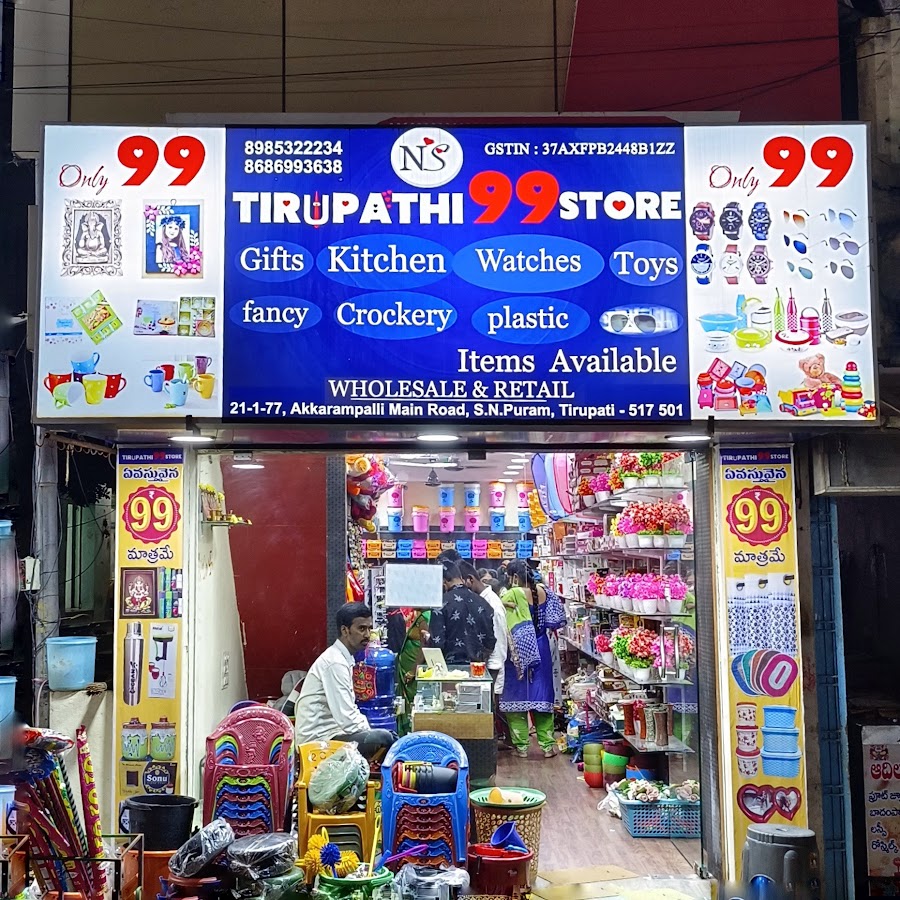 Only 99
8985322234
8686993638
NS
GSTIN : 37AXFPB2448B1ZZ
TIRUPATHI 99 STORE
Gifts Kitchen Watches Toys
fancy Crockery plastic
Items Available
WHOLESALE & RETAIL
21-1-77, Akkarampalli Main Road, S.N.Puram, Tirupati - 517 501
Only 99
TIRUPATHI 99 STORE
ఏవస్తువైన
₹
99
మాత్రమే
Sonu
TIRUPATHI 99 STORE
ఏవస్తువైన
₹
99
మాత్రమే
లస్సీ